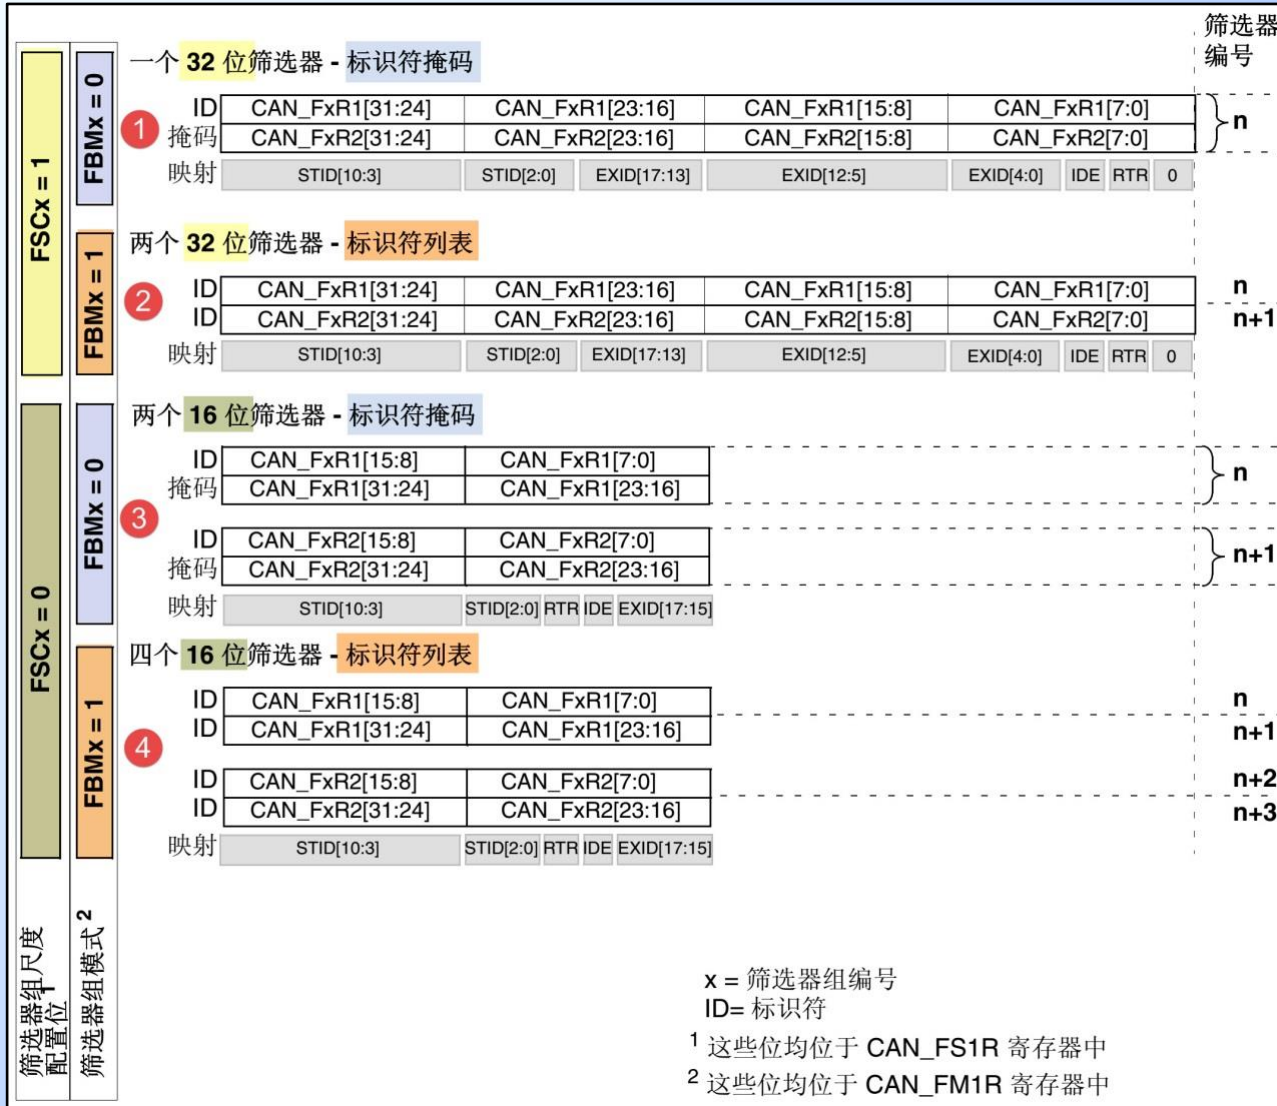 筛选器
编号
FSCx = 1
FBMx = 0
一个 32 位筛选器 - 标识符掩码
1
ID CAN_FxR1[31:24] CAN_FxR1[23:16] CAN_FxR1[15:8] CAN_FxR1[7:0] n
掩码 CAN_FxR2[31:24] CAN_FxR2[23:16] CAN_FxR2[15:8] CAN_FxR2[7:0]
映射 STID[10:3] STID[2:0] EXID[17:13] EXID[12:5] EXID[4:0] IDE RTR 0
FBMx = 1
两个 32 位筛选器 - 标识符列表
2
ID CAN_FxR1[31:24] CAN_FxR1[23:16] CAN_FxR1[15:8] CAN_FxR1[7:0] n
ID CAN_FxR2[31:24] CAN_FxR2[23:16] CAN_FxR2[15:8] CAN_FxR2[7:0] n+1
映射 STID[10:3] STID[2:0] EXID[17:13] EXID[12:5] EXID[4:0] IDE RTR 0
FSCx = 0
FBMx = 0
两个 16 位筛选器 - 标识符掩码
3
ID CAN_FxR1[15:8] CAN_FxR1[7:0] n
掩码 CAN_FxR1[31:24] CAN_FxR1[23:16]
ID CAN_FxR2[15:8] CAN_FxR2[7:0] n+1
掩码 CAN_FxR2[31:24] CAN_FxR2[23:16]
映射 STID[10:3] STID[2:0] RTR IDE EXID[17:15]
FBMx = 1
四个 16 位筛选器 - 标识符列表
4
ID CAN_FxR1[15:8] CAN_FxR1[7:0] n
ID CAN_FxR1[31:24] CAN_FxR1[23:16] n+1
ID CAN_FxR2[15:8] CAN_FxR2[7:0] n+2
ID CAN_FxR2[31:24] CAN_FxR2[23:16] n+3
映射 STID[10:3] STID[2:0] RTR IDE EXID[17:15]
筛选器组尺度
配置位 1
筛选器组模式 2
x = 筛选器组编号
ID= 标识符
1 这些位均位于 CAN_FS1R 寄存器中
2 这些位均位于 CAN_FM1R 寄存器中